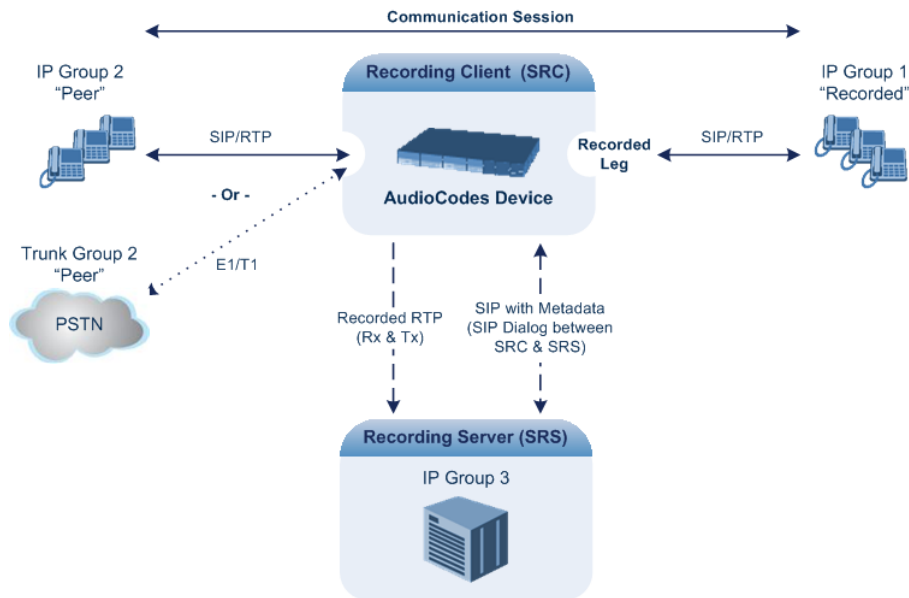 Communication Session
IP Group 2
“Peer”
Recording Client (SRC)
IP Group 1
“Recorded”
SIP/RTP
Recorded
Leg
SIP/RTP
AudioCodes Device
- Or -
Trunk Group 2
“Peer”
E1/T1
PSTN
Recorded RTP
(Rx & Tx)
SIP with Metadata
(SIP Dialog between
SRC & SRS)
Recording Server (SRS)
IP Group 3